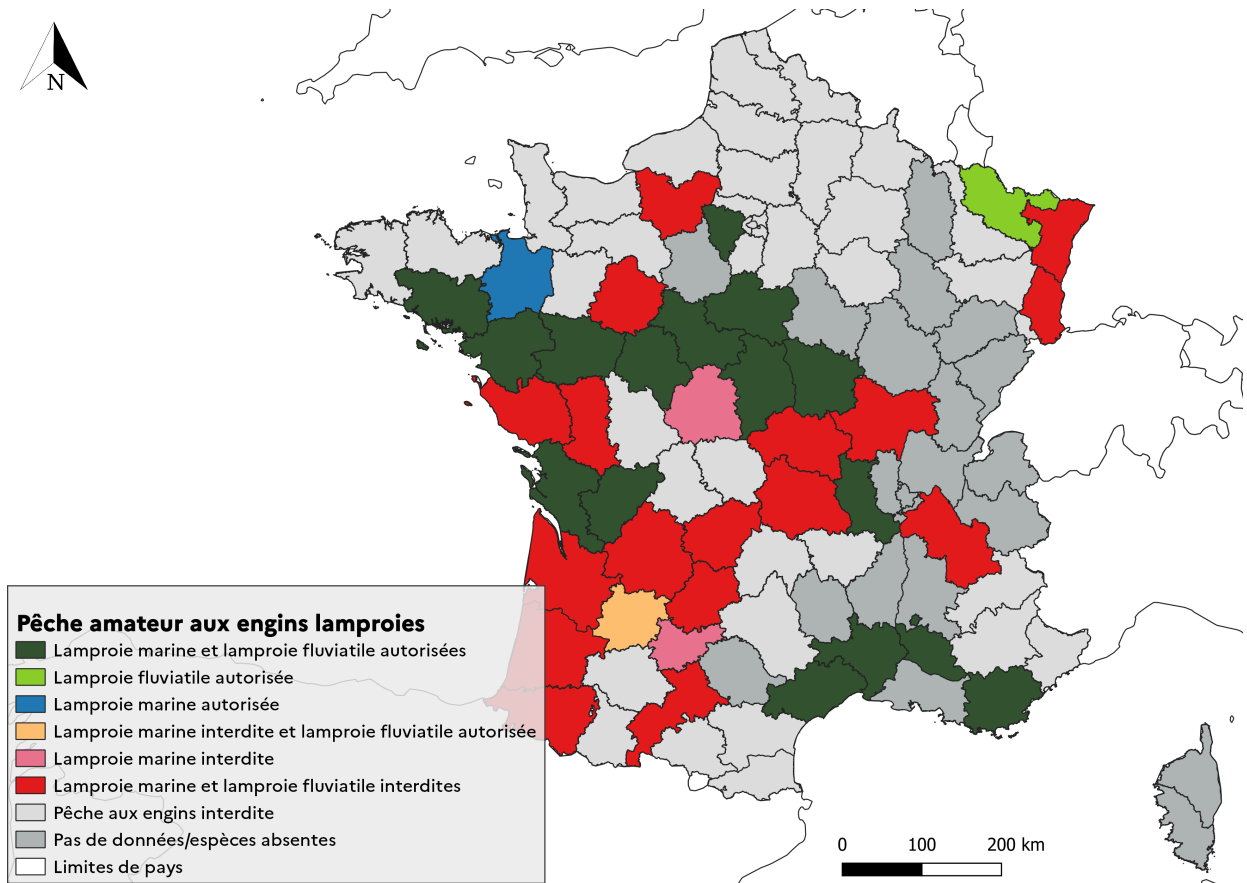 N
Pêche amateur aux engins lamproies
Lamproie marine et lamproie fluviatile autorisées
Lamproie fluviatile autorisée
Lamproie marine autorisée
Lamproie marine interdite et lamproie fluviatile autorisée
Lamproie marine interdite
Lamproie marine et lamproie fluviatile interdites
Pêche aux engins interdite
Pas de données/espèces absentes
Limites de pays
0 100 200 km